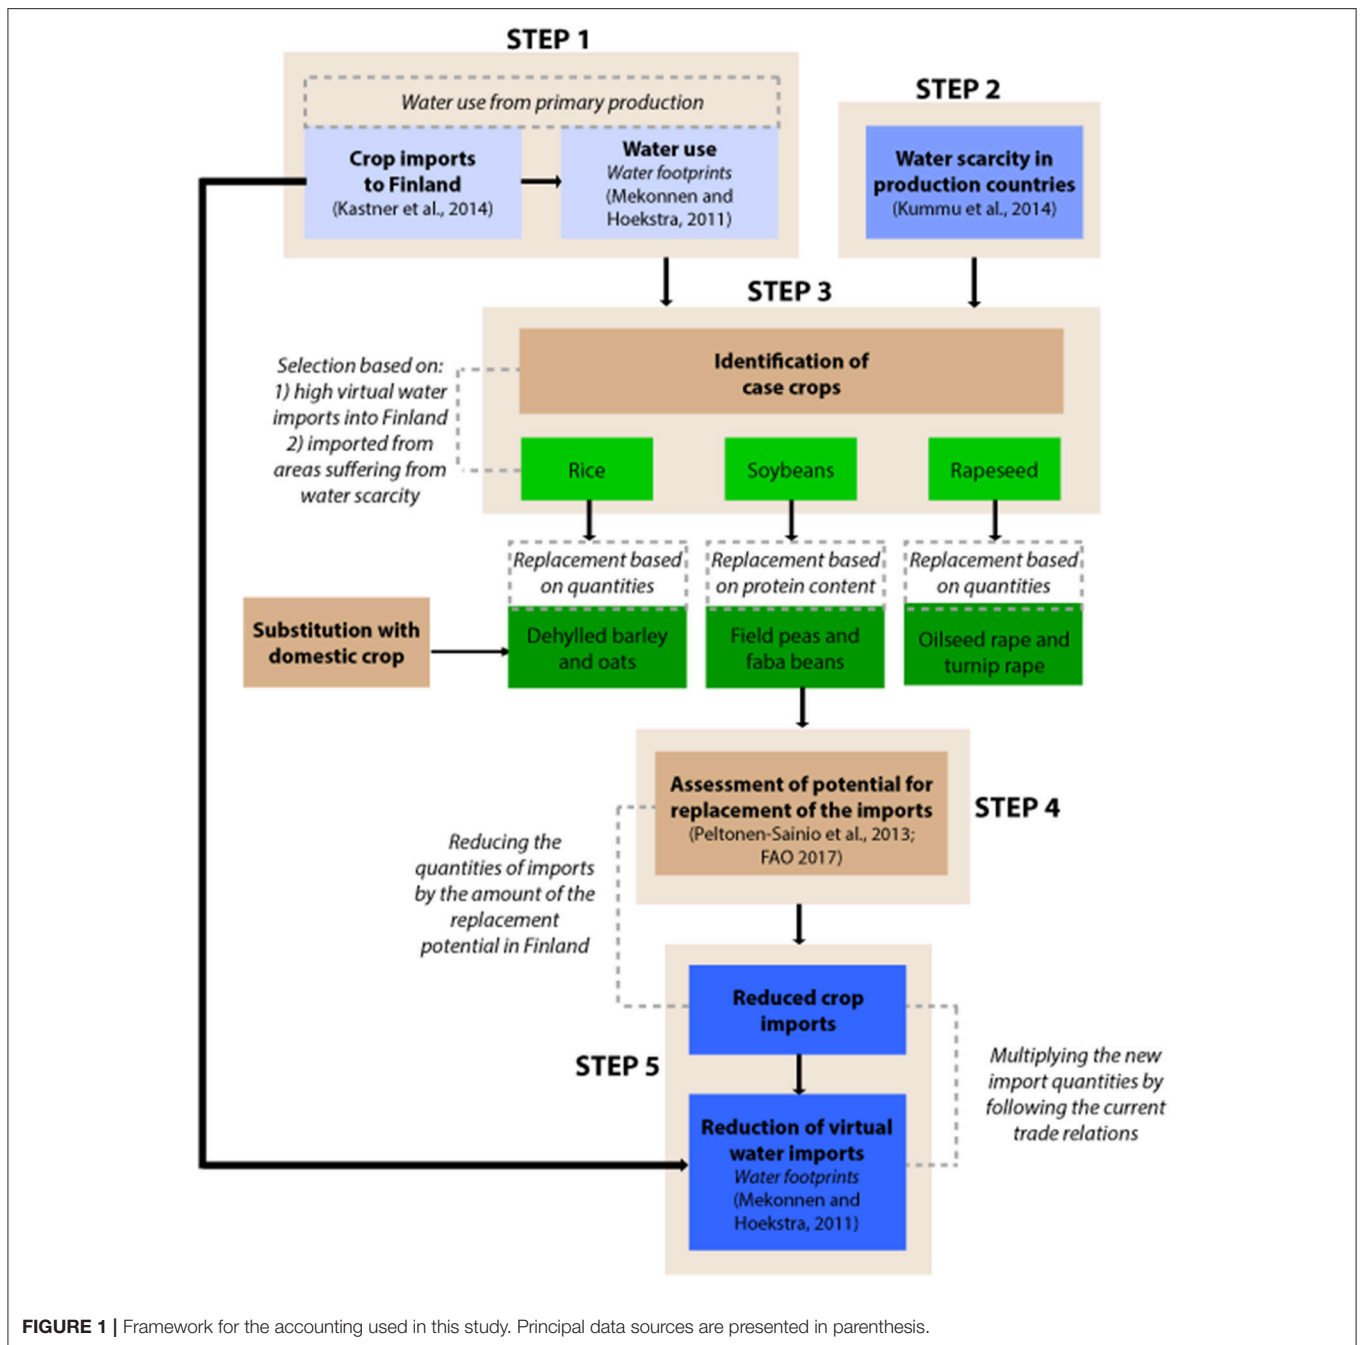 STEP 1
Water use from primary production
Crop imports
to Finland
(Kastner et al., 2014)
Water use
Water footprints
(Mekonnen and
Hoekstra, 2011)
STEP 2
Water scarcity in
production countries
(Kummu et al., 2014)
STEP 3
Identification of
case crops
Selection based on:
1) high virtual water
imports into Finland
2) imported from
areas suffering from
water scarcity
Rice
Soybeans
Rapeseed
Replacement based
on quantities
Replacement based
on protein content
Replacement based
on quantities
Substitution with
domestic crop
Dehylled barley
and oats
Field peas and
faba beans
Oilseed rape and
turnip rape
Assessment of potential for
replacement of the imports
(Peltonen-Sainio et al., 2013;
FAO 2017)
STEP 4
Reducing the
quantities of imports
by the amount of the
replacement
potential in Finland
Reduced crop
imports
STEP 5
Multiplying the new
import quantities by
following the current
trade relations
Reduction of virtual
water imports
Water footprints
(Mekonnen and
Hoekstra, 2011)
FIGURE 1 | Framework for the accounting used in this study. Principal data sources are presented in parenthesis.